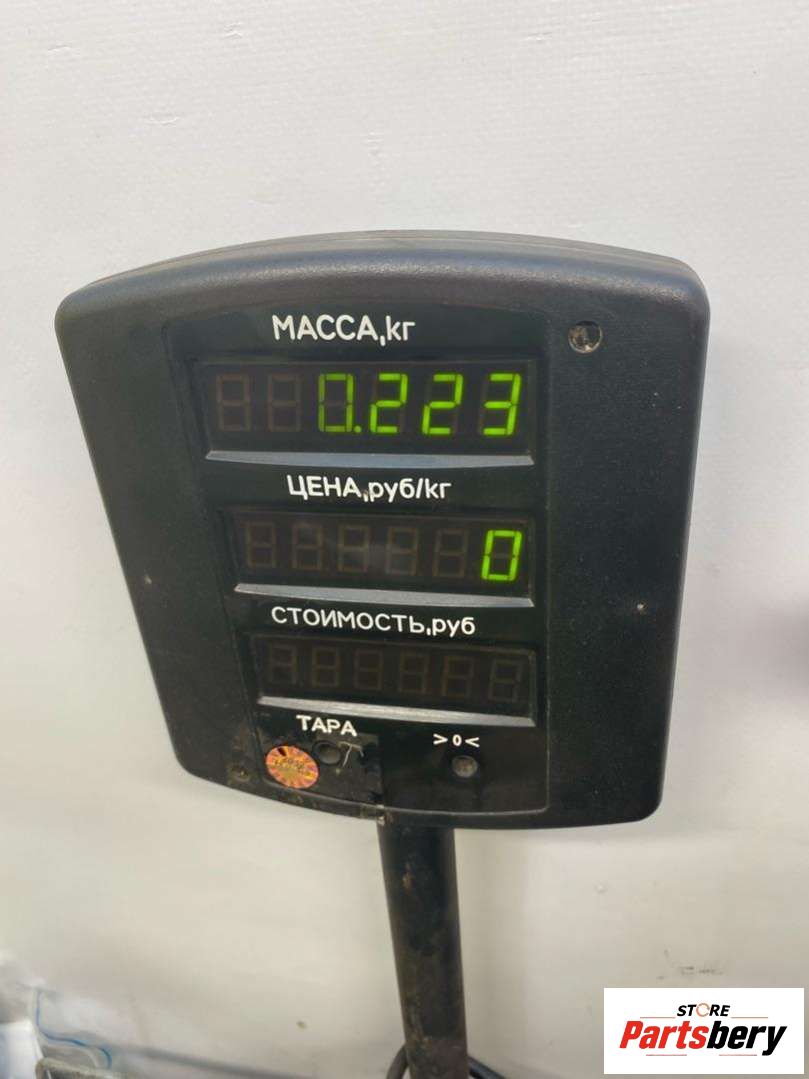 МАССА,кг
0.223
ЦЕНА,руб/кг
0
СТОИМОСТЬ,руб
ТАРА
>0<
STORE
Partsbery